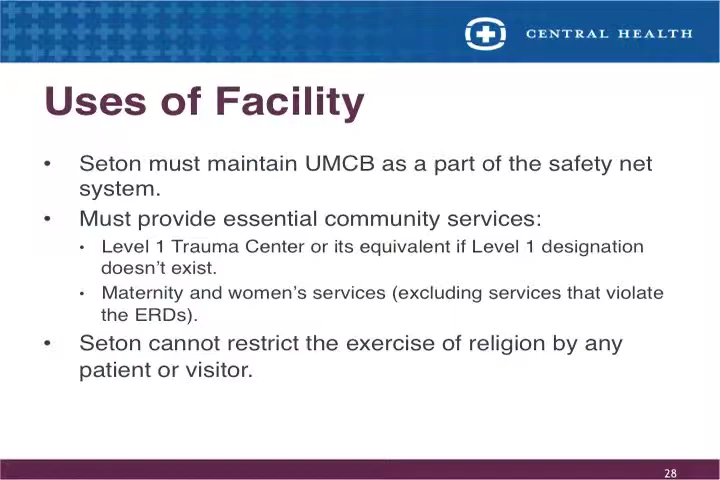 CENTRAL HEALTH
Uses of Facility
• Seton must maintain UMCB as a part of the safety net
system.
• Must provide essential community services:
• Level 1 Trauma Center or its equivalent if Level 1 designation
doesn’t exist.
• Maternity and women’s services (excluding services that violate
the ERDs).
• Seton cannot restrict the exercise of religion by any
patient or visitor.
28